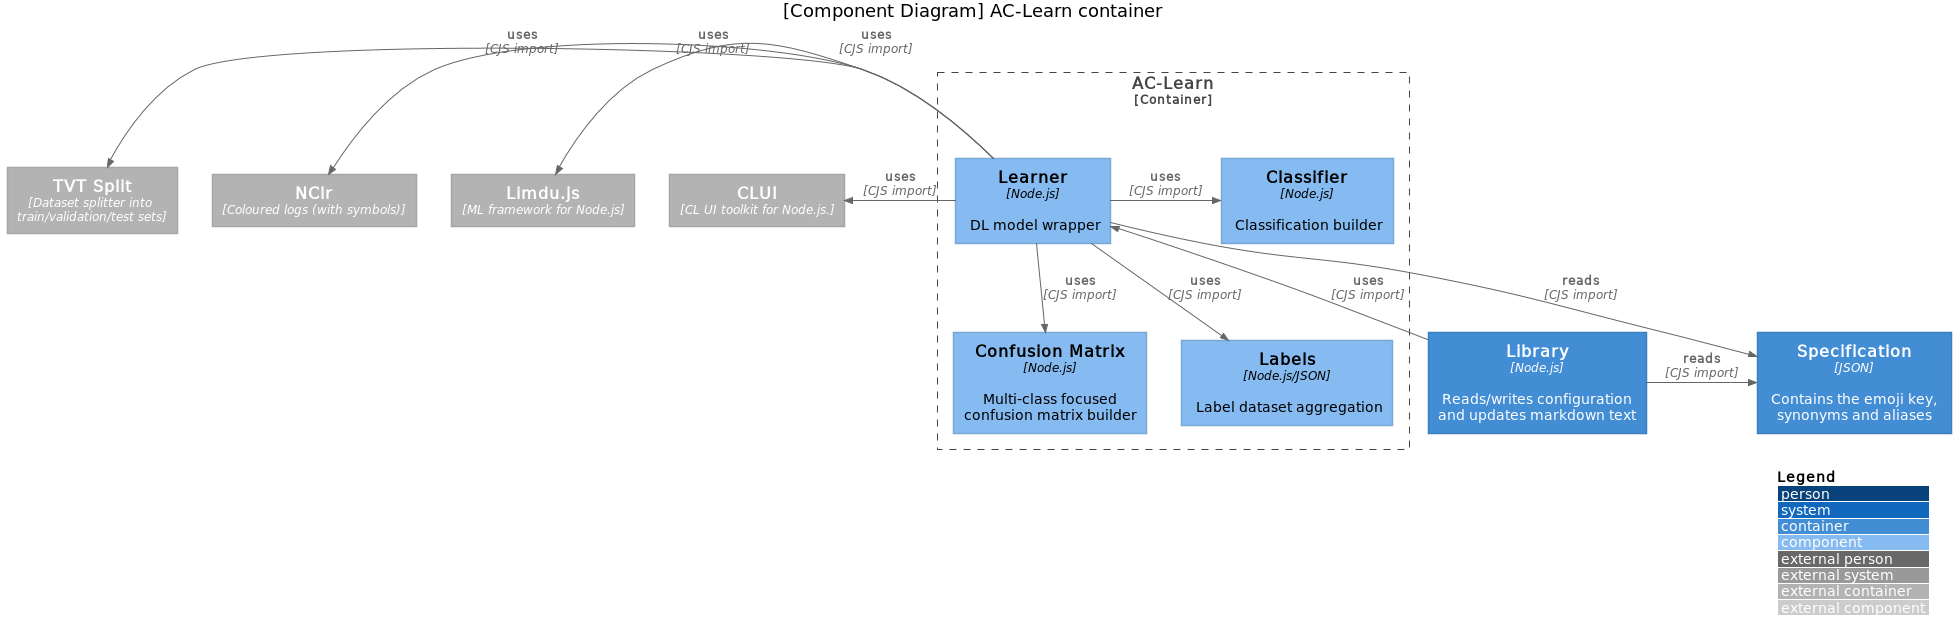 [Component Diagram] AC-Learn container
uses
[CJS import]
uses
[CJS import]
uses
[CJS import]
AC-Learn
[Container]
TVT Split
[Dataset splitter into
train/validation/test sets]
NClr
[Coloured logs (with symbols)]
Limdu.js
[ML framework for Node.js]
CLUI
[CL UI toolkit for Node.js.]
uses
[CJS import]
Learner
[Node.js]
DL model wrapper
uses
[CJS import]
Classifier
[Node.js]
Classification builder
uses
[CJS import]
uses
[CJS import]
uses
[CJS import]
reads
[CJS import]
Confusion Matrix
[Node.js]
Multi-class focused
confusion matrix builder
Labels
[Node.js/JSON]
Label dataset aggregation
Library
[Node.js]
Reads/writes configuration
and updates markdown text
reads
[CJS import]
Specification
[JSON]
Contains the emoji key,
synonyms and aliases
Legend
person
system
container
component
external person
external system
external container
external component